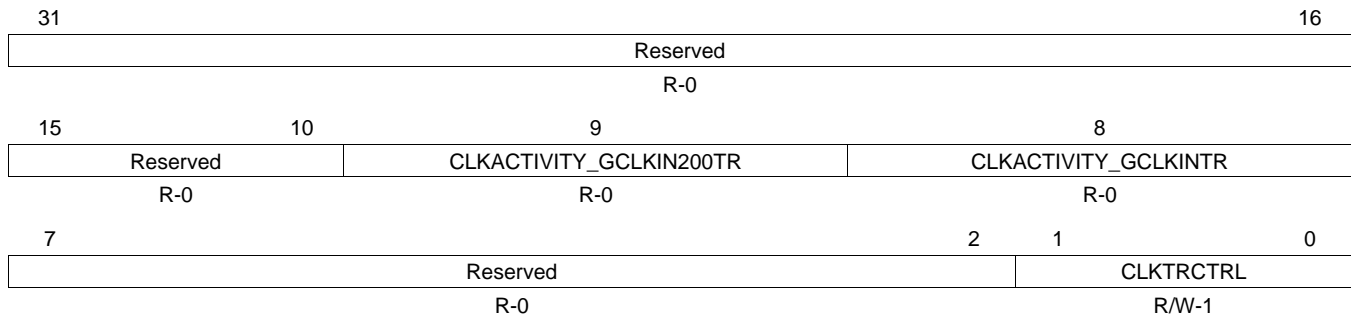 31 16
Reserved
R-0
15 10 9 8
Reserved CLKACTIVITY_GCLKIN200TR CLKACTIVITY_GCLKINTR
R-0 R-0 R-0
7 2 1 0
Reserved CLKTRCTRL
R-0 R/W-1